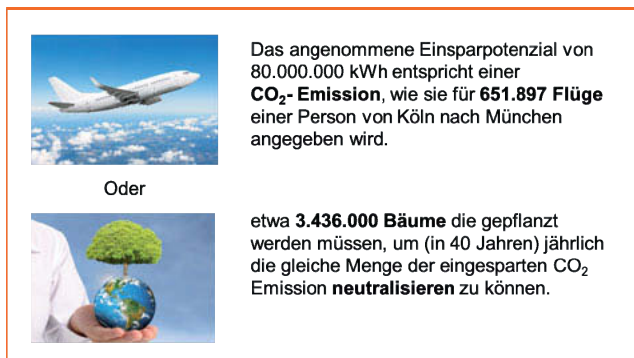 Das angenommene Einsparpotenzial von
80.000.000 kWh entspricht einer
CO₂- Emission, wie sie für 651.897 Flüge
einer Person von Köln nach München
angegeben wird.
Oder
etwa 3.436.000 Bäume die gepflanzt
werden müssen, um (in 40 Jahren) jährlich
die gleiche Menge der eingesparten CO₂
Emission neutralisieren zu können.